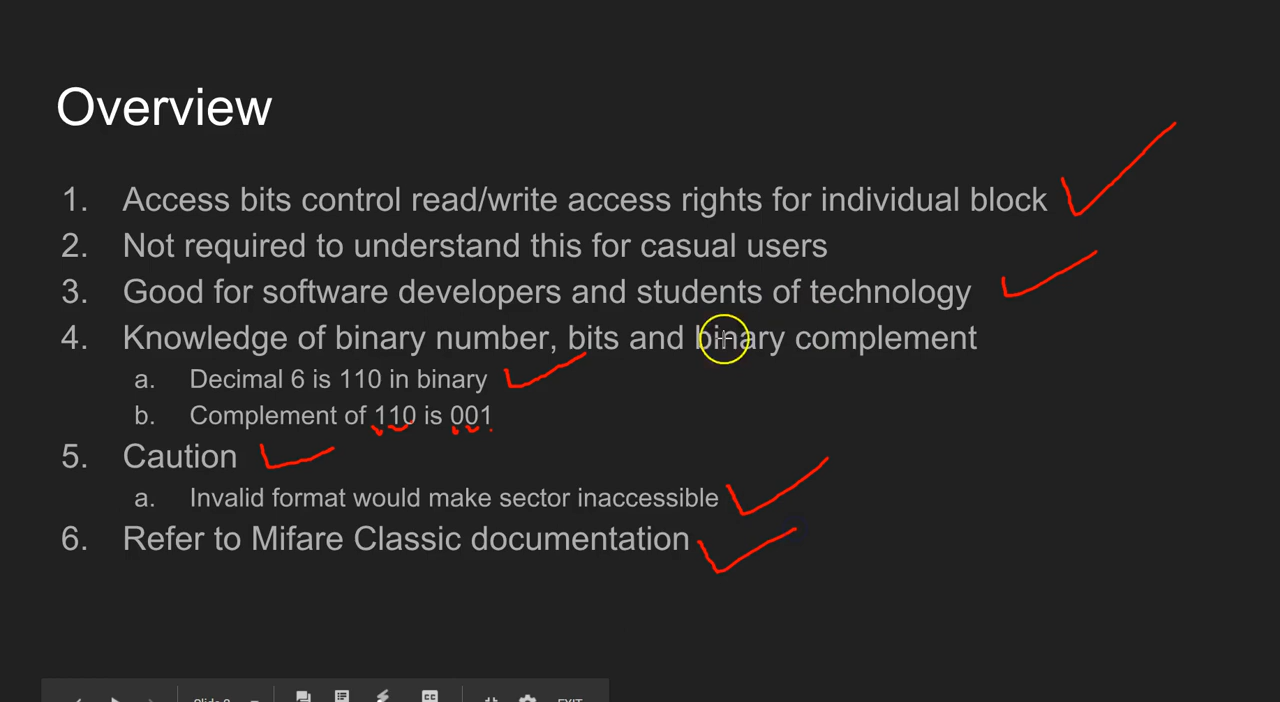 Overview
1. Access bits control read/write access rights for individual block
2. Not required to understand this for casual users
3. Good for software developers and students of technology
4. Knowledge of binary number, bits and binary complement
a. Decimal 6 is 110 in binary
b. Complement of 110 is 001
5. Caution
a. Invalid format would make sector inaccessible
6. Refer to Mifare Classic documentation
CC EXIT